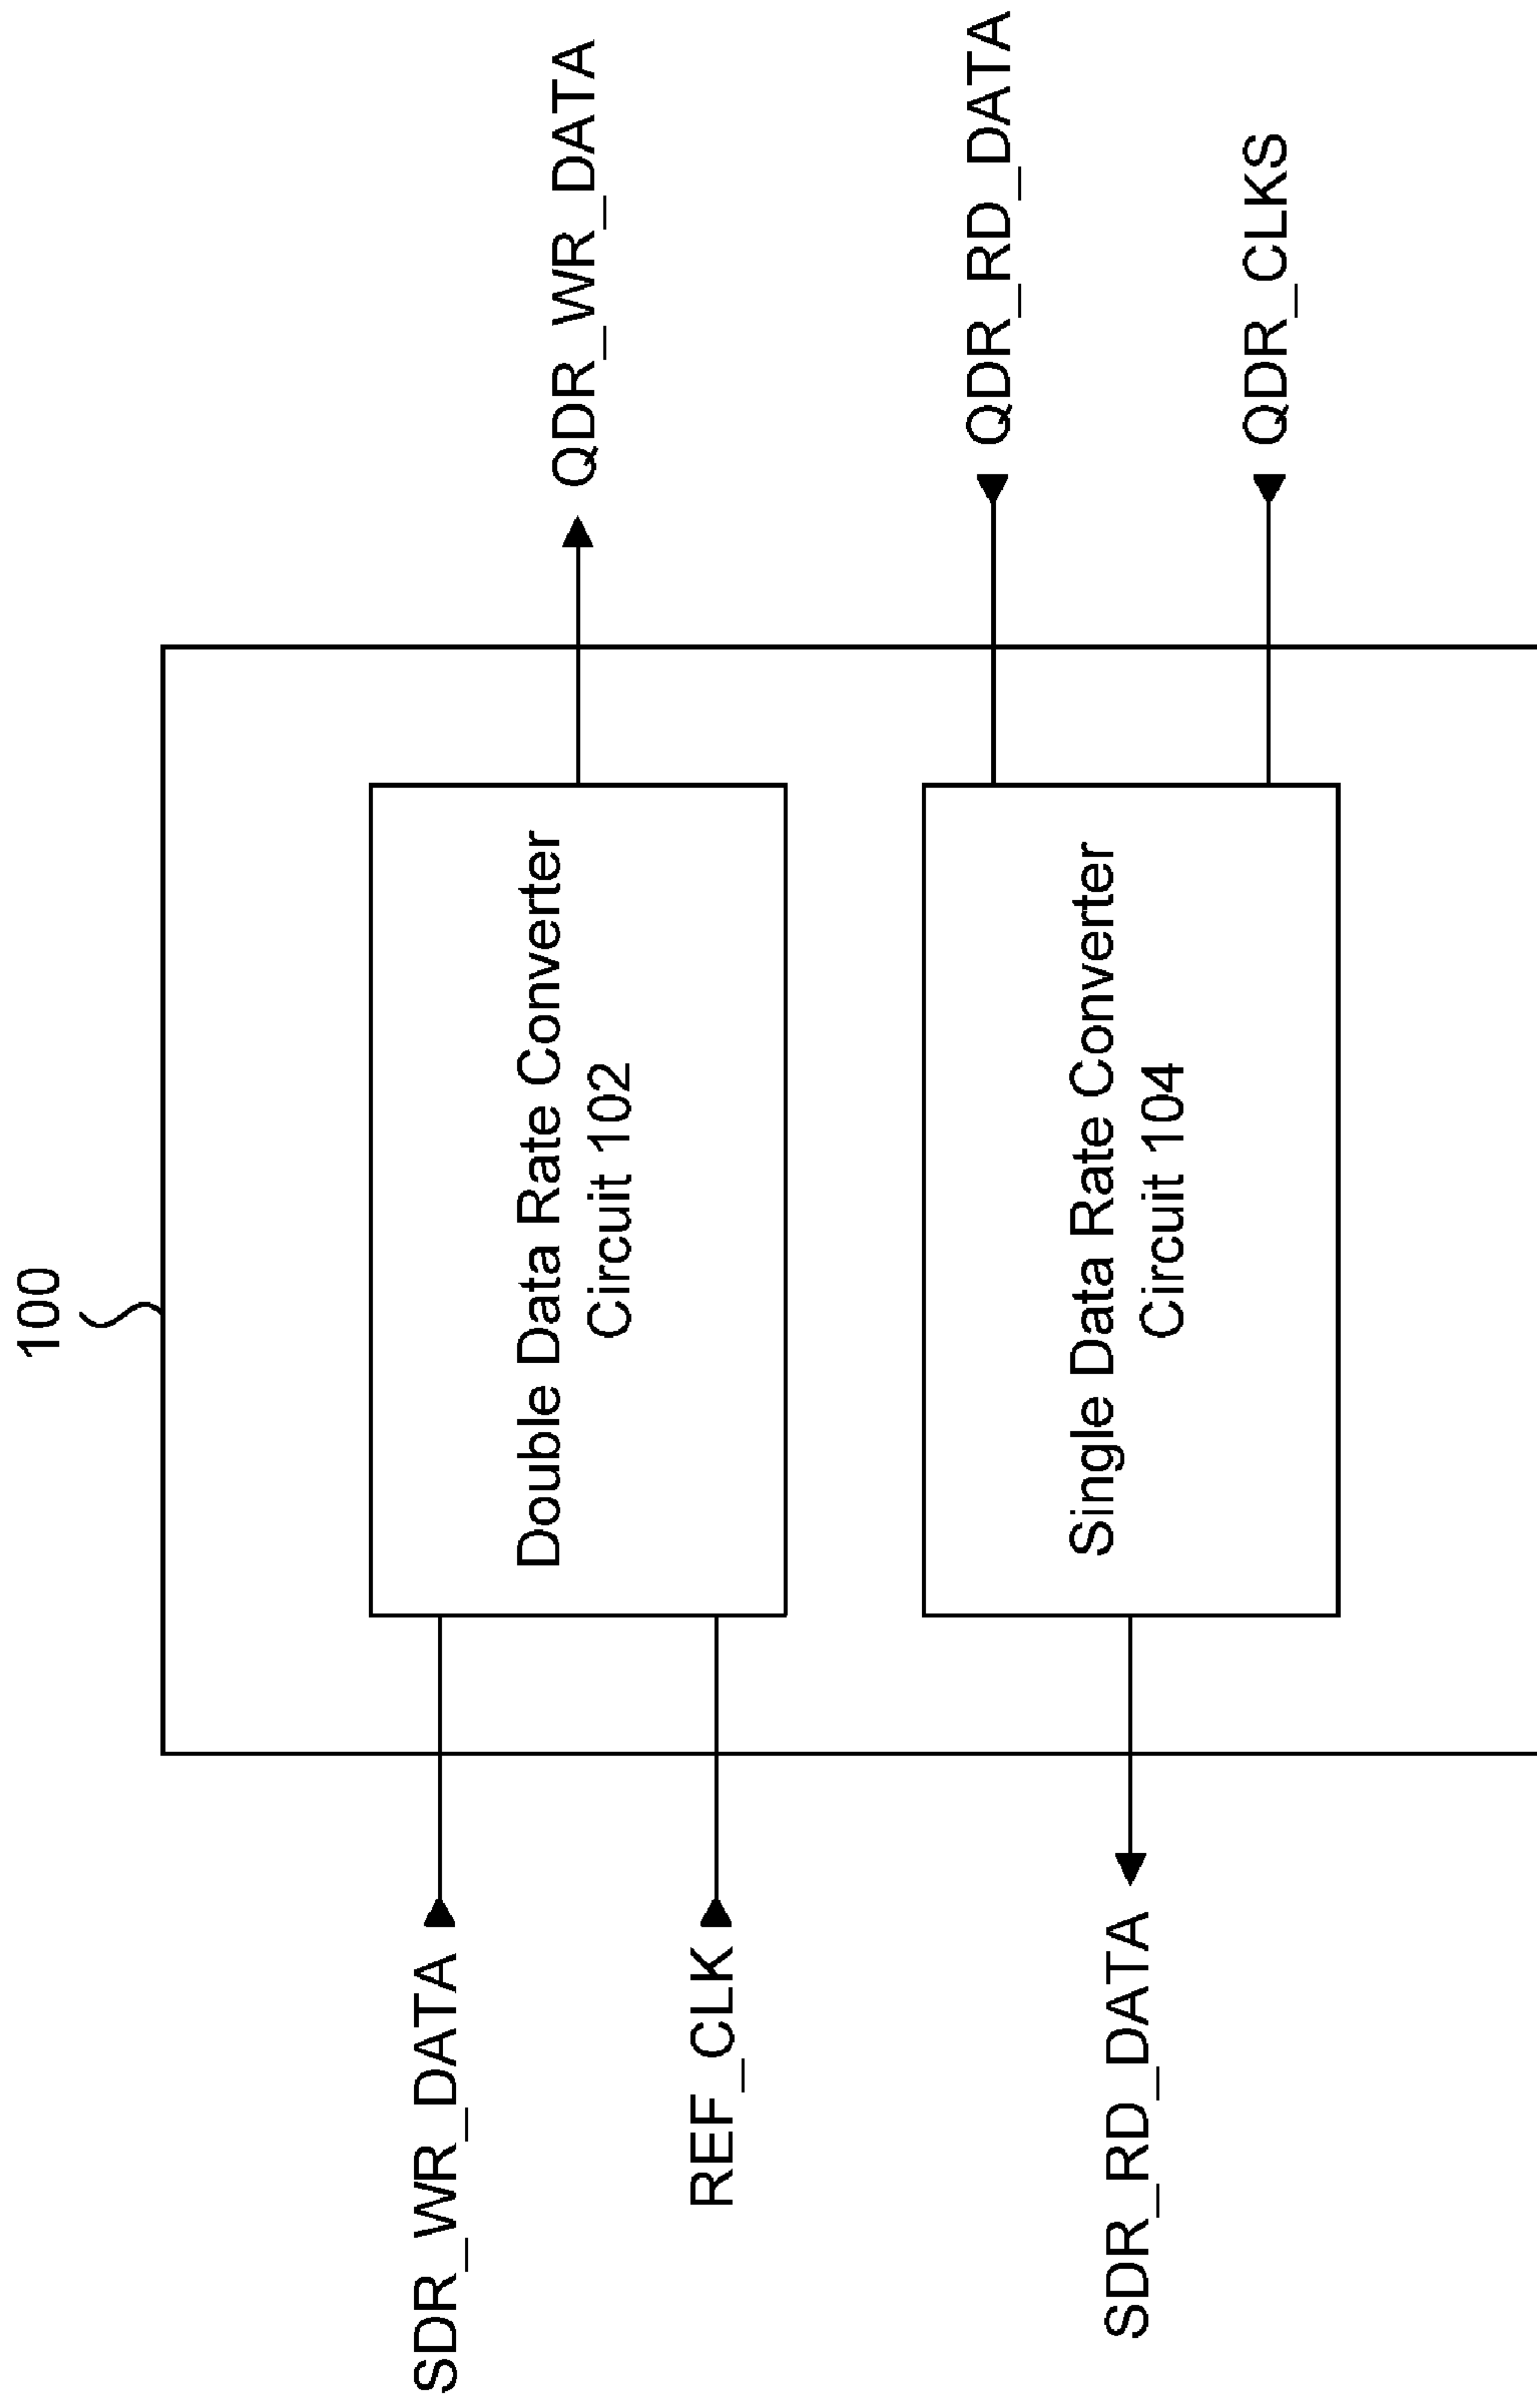 100
SDR_WR_DATA
REF_CLK
Double Data Rate Converter
Circuit 102
QDR_WR_DATA
SDR_RD_DATA
Single Data Rate Converter
Circuit 104
QDR_RD_DATA
QDR_CLKS